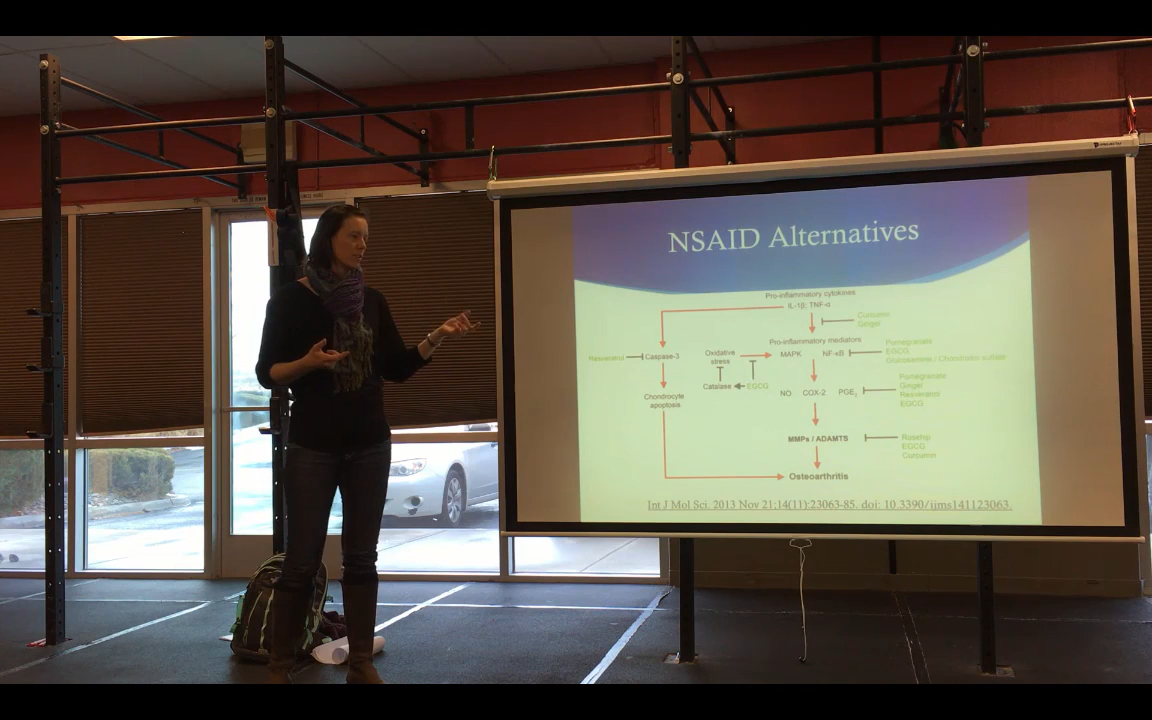 NSAID Alternatives
Pro-inflammatory cytokines
IL-1β; TNF-α
Curcumin
Ginger
Pro-inflammatory mediators
Resveratrol
Caspase-3
Oxidative
stress
MAPK
NF-κB
Pomegranate
EGCG
Glucosamine / Chondroitin sulfate
Catalase
EGCG
Chondrocyte
apoptosis
NO
COX-2
PGE₂
Pomegranate
Ginger
Resveratrol
EGCG
MMPs / ADAMTS
Rosehip
EGCG
Curcumin
Osteoarthritis
Int J Mol Sci. 2013 Nov 21;14(11):23063-85. doi: 10.3390/ijms141123063.